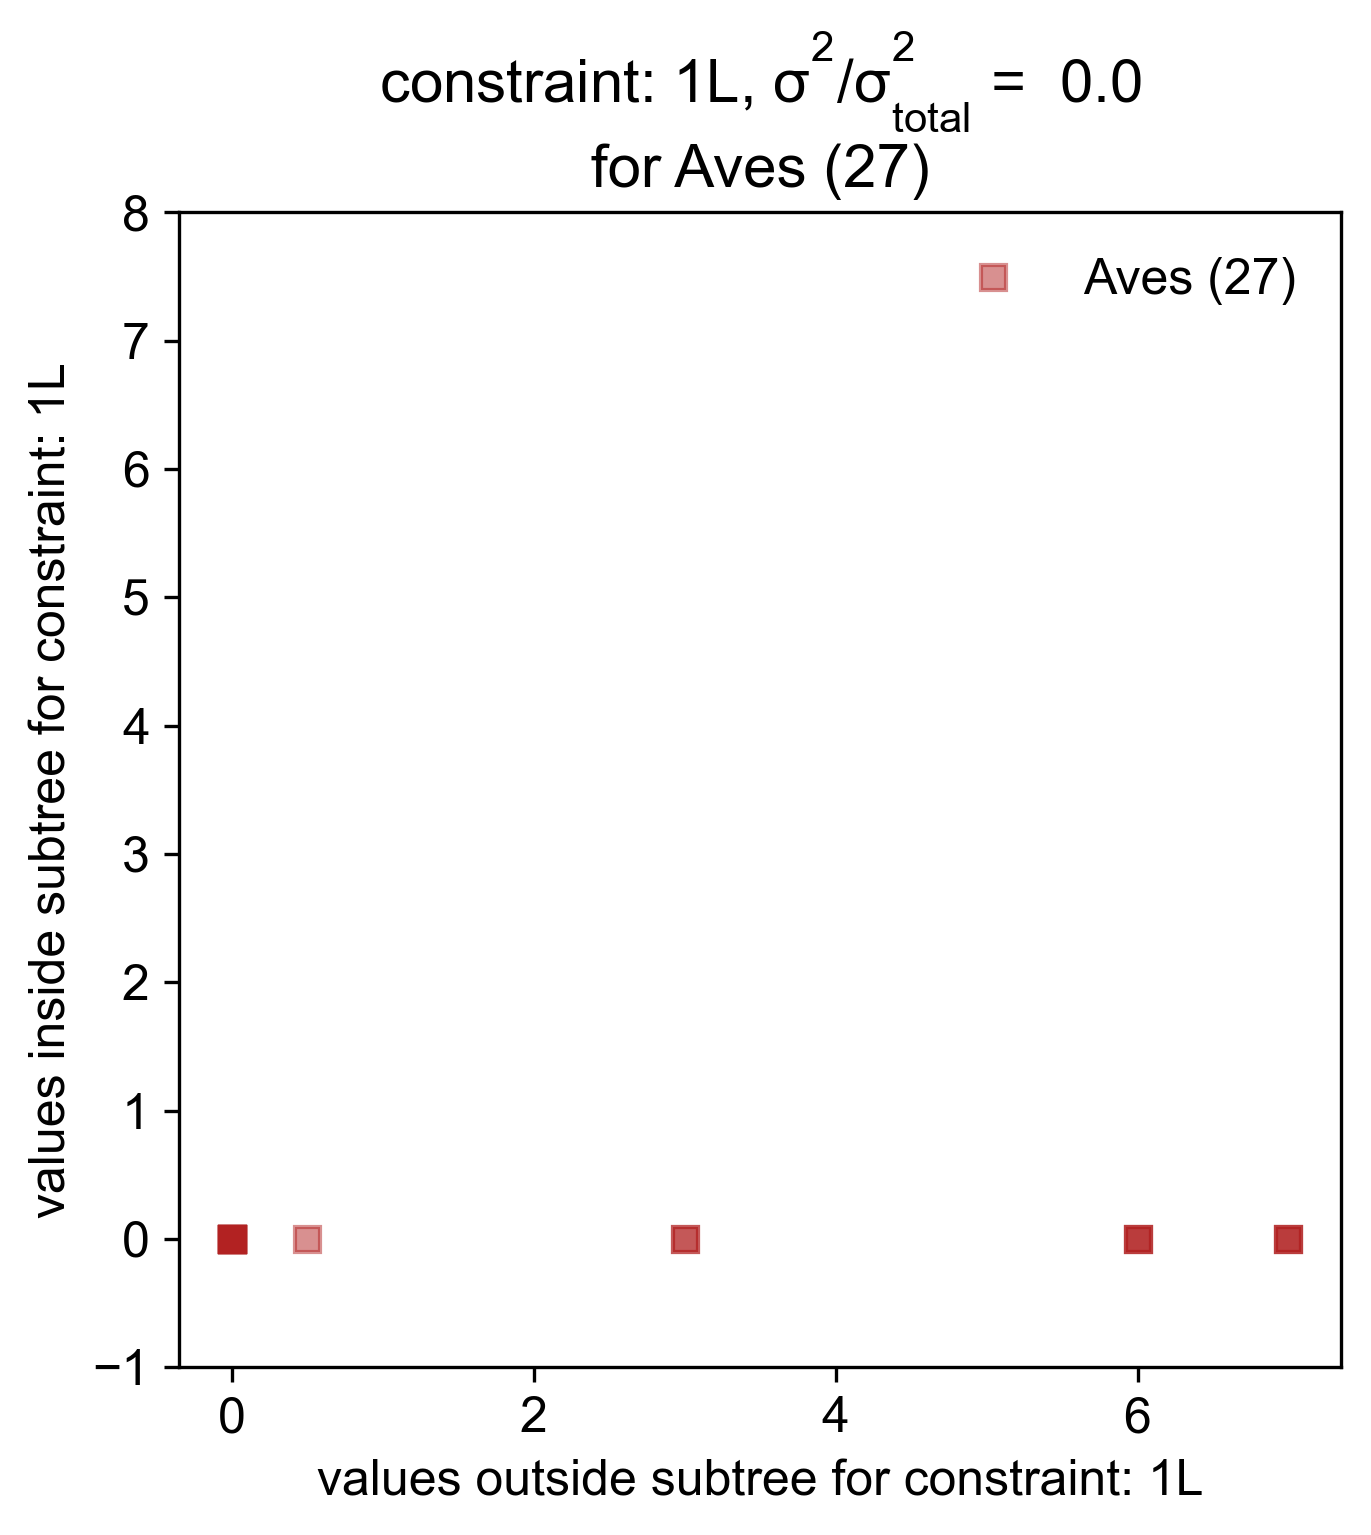 constraint: 1L, σ²/σ²total = 0.0
for Aves (27)
Aves (27)
8
7
6
5
4
3
2
1
0
−1
values inside subtree for constraint: 1L
0 2 4 6
values outside subtree for constraint: 1L